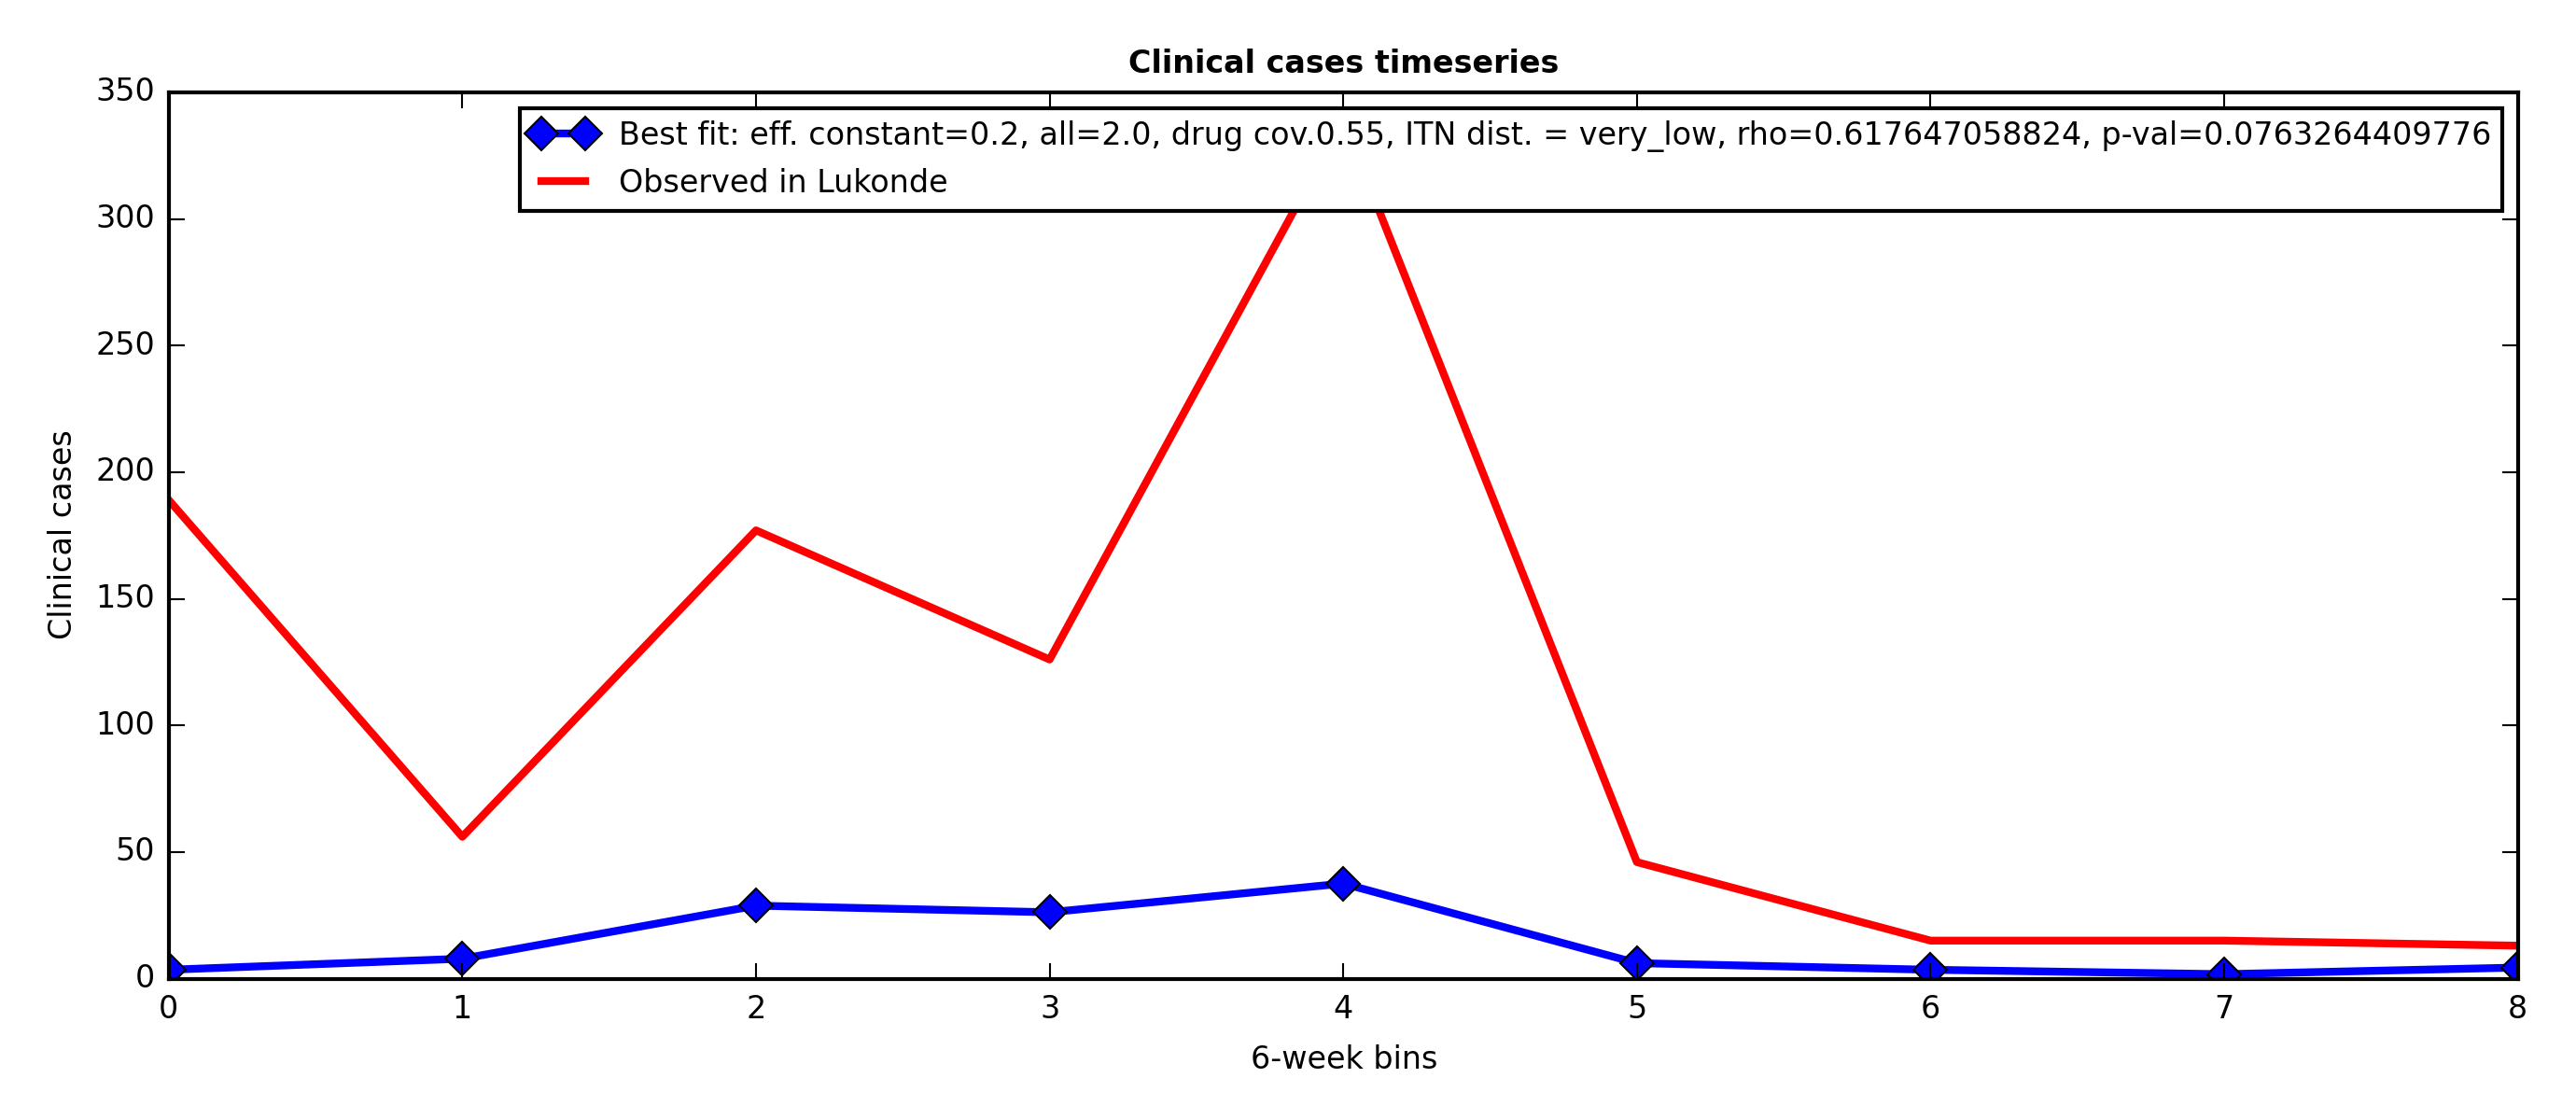 Clinical cases timeseries
350
300
250
200
150
100
50
0
Clinical cases
Best fit: eff. constant=0.2, all=2.0, drug cov.0.55, ITN dist. = very_low, rho=0.617647058824, p-val=0.0763264409776
Observed in Lukonde
0 1 2 3 4 5 6 7 8
6-week bins